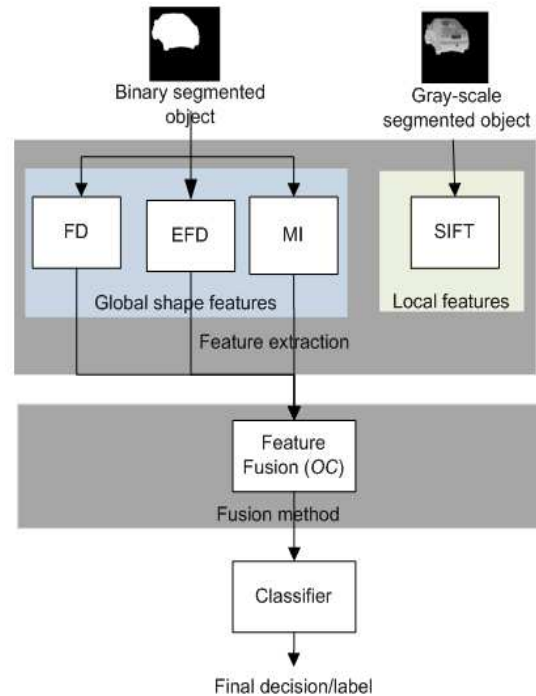 Binary segmented
object
Gray-scale
segmented object
FD
EFD
MI
SIFT
Global shape features
Local features
Feature extraction
Feature
Fusion (OC)
Fusion method
Classifier
Final decision/label